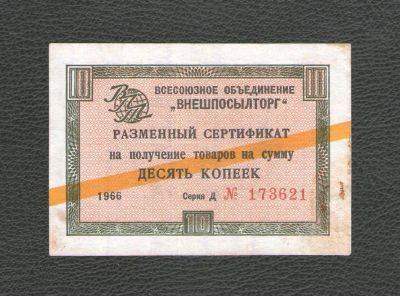 10 ВСЕСОЮЗНОЕ ОБЪЕДИНЕНИЕ 10
ВПТ „ВНЕШПОСЫЛТОРГ“
РАЗМЕННЫЙ СЕРТИФИКАТ
на получение товаров на сумму
ДЕСЯТЬ КОПЕЕК
1966 Серия Д № 173621
10